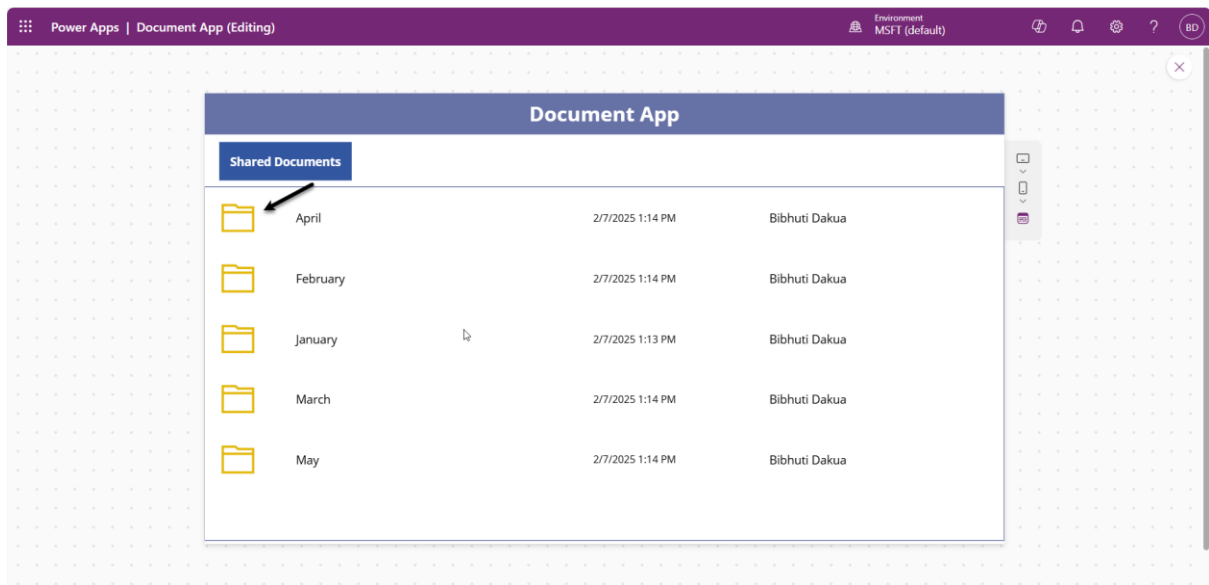 Power Apps | Document App (Editing)
Environment
MSFT (default)
? BD
Document App
Shared Documents
April 2/7/2025 1:14 PM Bibhuti Dakua
February 2/7/2025 1:14 PM Bibhuti Dakua
January 2/7/2025 1:13 PM Bibhuti Dakua
March 2/7/2025 1:14 PM Bibhuti Dakua
May 2/7/2025 1:14 PM Bibhuti Dakua